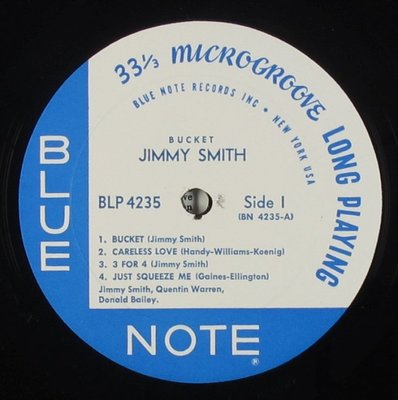 33⅓ MICROGROOVE LONG PLAYING
BLUE NOTE RECORDS INC • NEW YORK USA
BUCKET
JIMMY SMITH
BLP 4235
Side 1
(BN 4235-A)
1. BUCKET (Jimmy Smith)
2. CARELESS LOVE (Handy-Williams-Koenig)
3. 3 FOR 4 (Jimmy Smith)
4. JUST SQUEEZE ME (Gaines-Ellington)
Jimmy Smith, Quentin Warren,
Donald Bailey.
BLUE
NOTE®